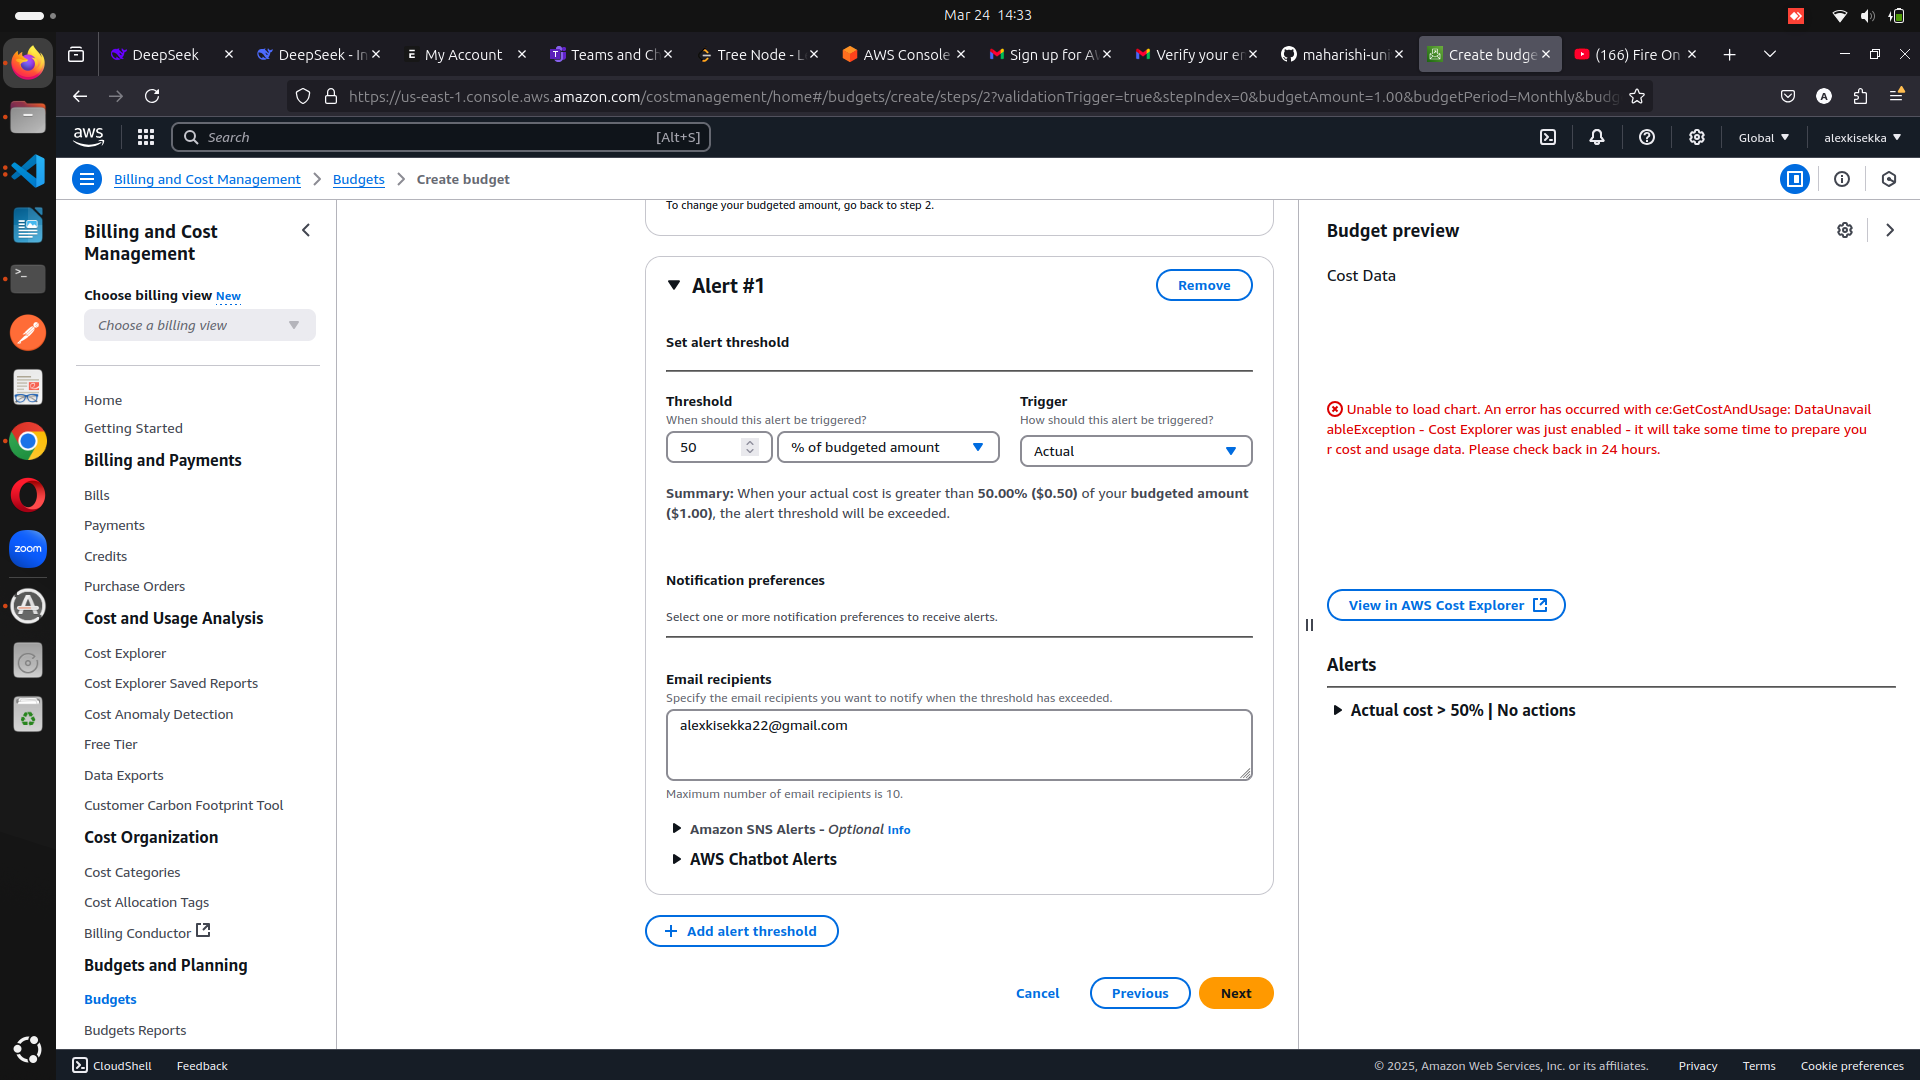 Mar 24 14:33
DeepSeek
DeepSeek - In
My Account
Teams and Ch
Tree Node - Le
AWS Console
Sign up for AW
Verify your em
maharishi-uni
Create budge
(166) Fire On
https://us-east-1.console.aws.amazon.com/costmanagement/home#/budgets/create/steps/2?validationTrigger=true&stepIndex=0&budgetAmount=1.00&budgetPeriod=Monthly&budg
aws
Search
[Alt+S]
Global
alexkisekka
Billing and Cost Management
Budgets
Create budget
Billing and Cost
Management
Choose billing view New
Choose a billing view
Home
Getting Started
Billing and Payments
Bills
Payments
Credits
Purchase Orders
Cost and Usage Analysis
Cost Explorer
Cost Explorer Saved Reports
Cost Anomaly Detection
Free Tier
Data Exports
Customer Carbon Footprint Tool
Cost Organization
Cost Categories
Cost Allocation Tags
Billing Conductor
Budgets and Planning
Budgets
Budgets Reports
To change your budgeted amount, go back to step 2.
Alert #1
Remove
Set alert threshold
Threshold
When should this alert be triggered?
50
% of budgeted amount
Trigger
How should this alert be triggered?
Actual
Summary: When your actual cost is greater than 50.00% ($0.50) of your budgeted amount
($1.00), the alert threshold will be exceeded.
Notification preferences
Select one or more notification preferences to receive alerts.
Email recipients
Specify the email recipients you want to notify when the threshold has exceeded.
alexkisekka22@gmail.com
Maximum number of email recipients is 10.
Amazon SNS Alerts - Optional Info
AWS Chatbot Alerts
Add alert threshold
Cancel
Previous
Next
Budget preview
Cost Data
Unable to load chart. An error has occurred with ce:GetCostAndUsage: DataUnavail
ableException - Cost Explorer was just enabled - it will take some time to prepare you
r cost and usage data. Please check back in 24 hours.
View in AWS Cost Explorer
Alerts
Actual cost > 50% | No actions
zoom
CloudShell
Feedback
© 2025, Amazon Web Services, Inc. or its affiliates.
Privacy
Terms
Cookie preferences